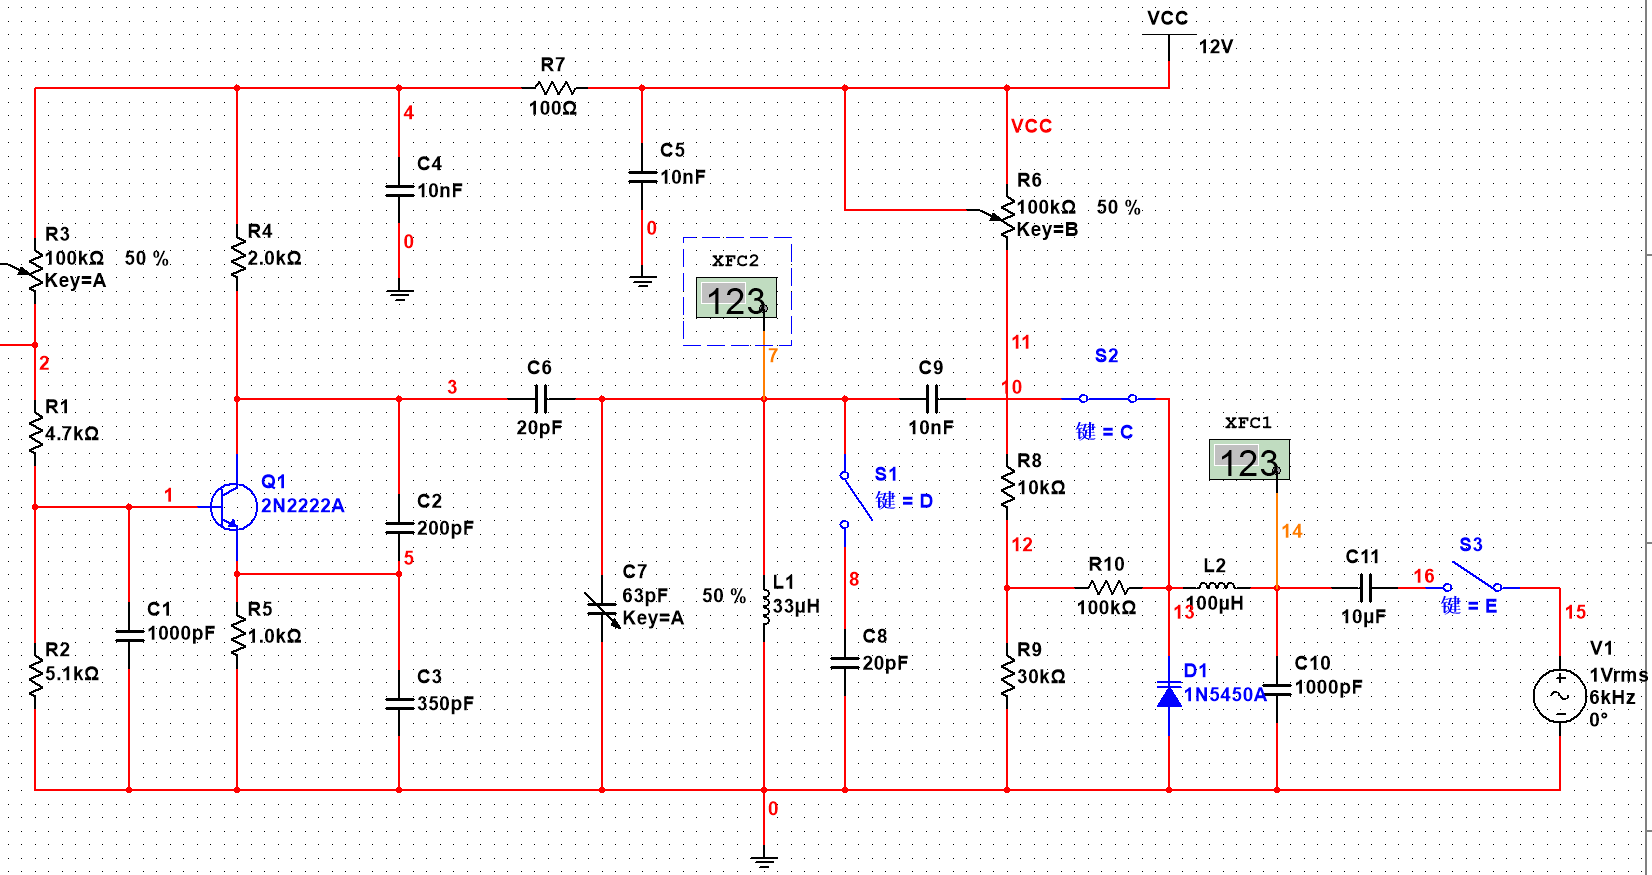 VCC
12V
R7
100Ω
4
VCC
C4
10nF
0
C5
10nF
0
R6
100kΩ 50 %
Key=B
R3
100kΩ 50 %
Key=A
R4
2.0kΩ
XFC2
123
7
2
3
C6
20pF
C9
10nF
11
10
S2
键 = C
XFC1
123
14
R1
4.7kΩ
1
Q1
2N2222A
C2
200pF
5
S1
键 = D
R8
10kΩ
12
R10
100kΩ
L2
100µH
13
C11
10µF
16
S3
键 = E
15
C7
63pF 50 %
Key=A
L1
33µH
8
C8
20pF
R2
5.1kΩ
C1
1000pF
R5
1.0kΩ
C3
350pF
R9
30kΩ
D1
1N5450A
C10
1000pF
V1
1Vrms
6kHz
0°
0